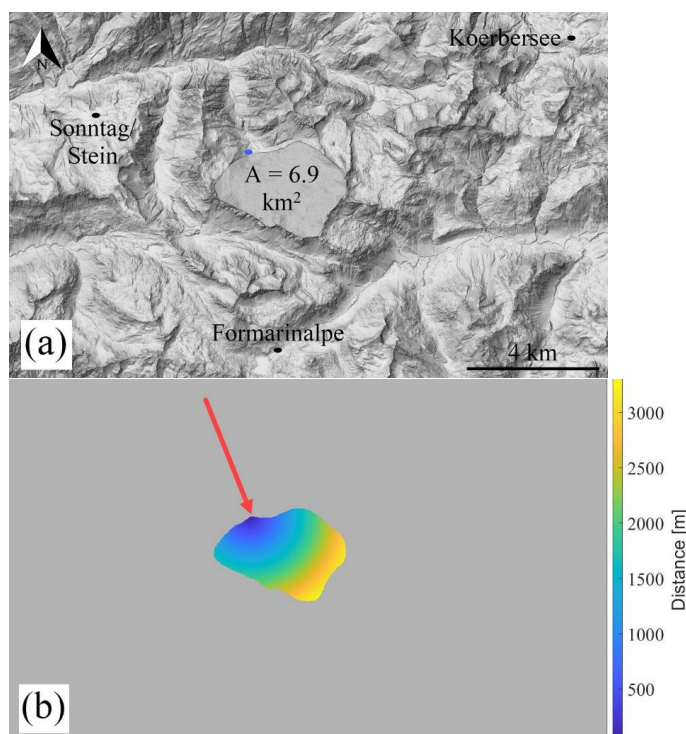 Koerbersee
N
Sonntag/
Stein
A = 6.9
km²
Formarinalpe
(a)
4 km
3000
2500
2000
1500
1000
500
Distance [m]
(b)